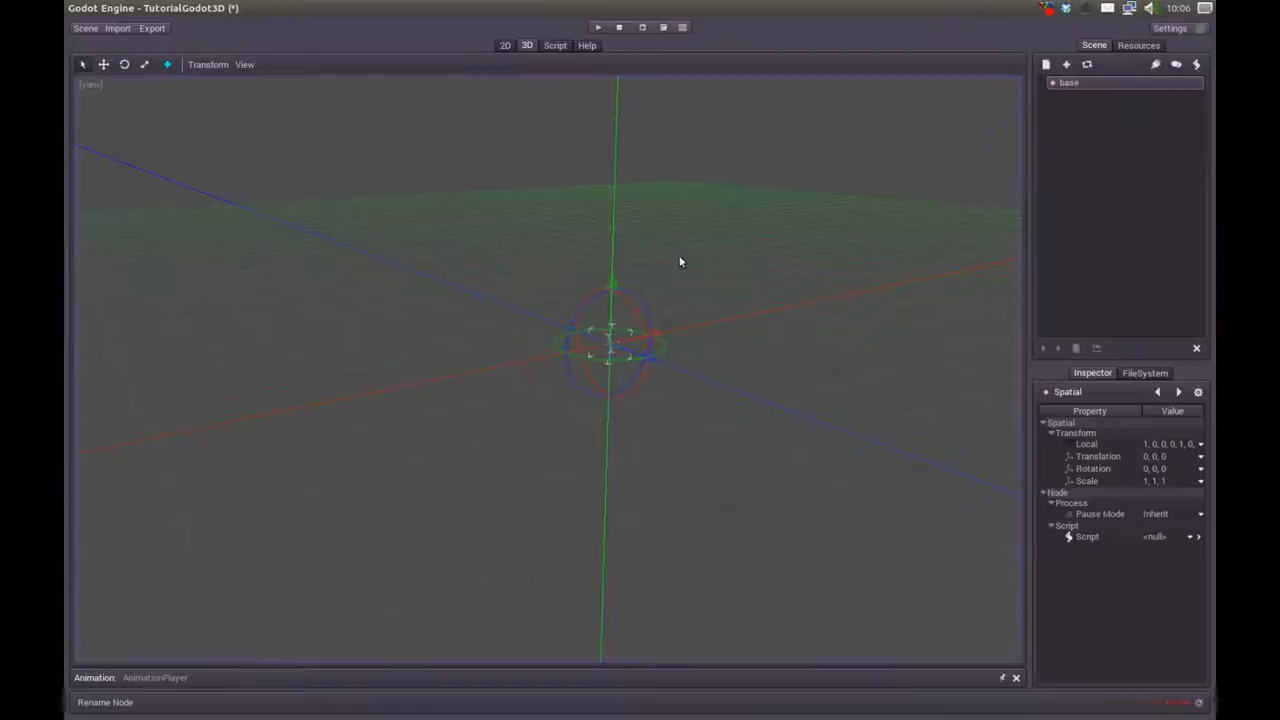 Godot Engine - TutorialGodot3D (*)
10:06
Scene Import Export
Settings
2D 3D Script Help
Scene Resources
Transform View
[view]
base
Inspector FileSystem
Spatial
Property Value
Spatial
Transform
Local 1, 0, 0, 0, 1, 0,
Translation 0, 0, 0
Rotation 0, 0, 0
Scale 1, 1, 1
Node
Process
Pause Mode Inherit
Script
Script <null>
Animation: AnimationPlayer
Rename Node